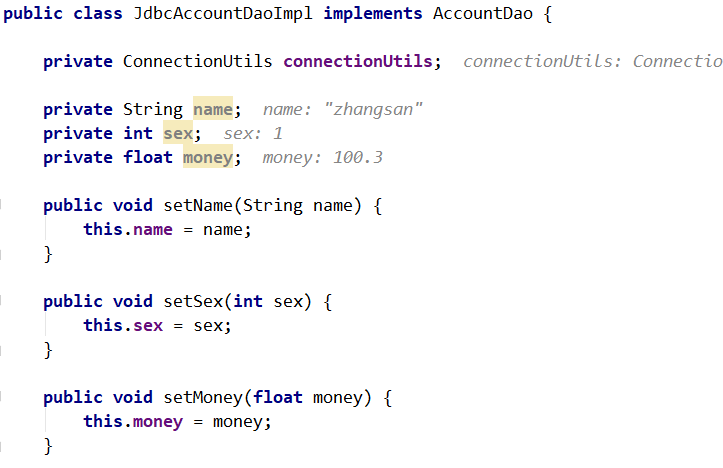 public class JdbcAccountDaoImpl implements AccountDao {
private ConnectionUtils connectionUtils; connectionUtils: Connectio
private String name; name: "zhangsan"
private int sex; sex: 1
private float money; money: 100.3
public void setName(String name) {
this.name = name;
}
public void setSex(int sex) {
this.sex = sex;
}
public void setMoney(float money) {
this.money = money;
}